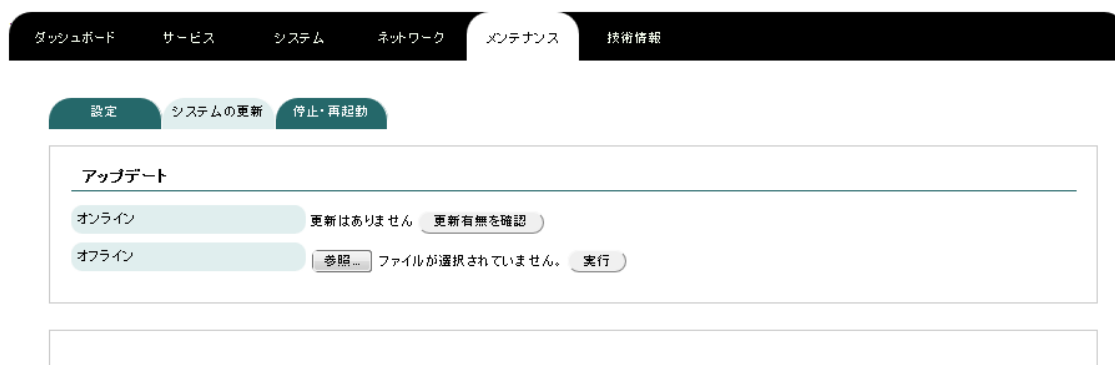 ダッシュボード サービス システム ネットワーク メンテナンス 技術情報
設定 システムの更新 停止・再起動
アップデート
オンライン 更新はありません 更新有無を確認
オフライン 参照... ファイルが選択されていません。 実行